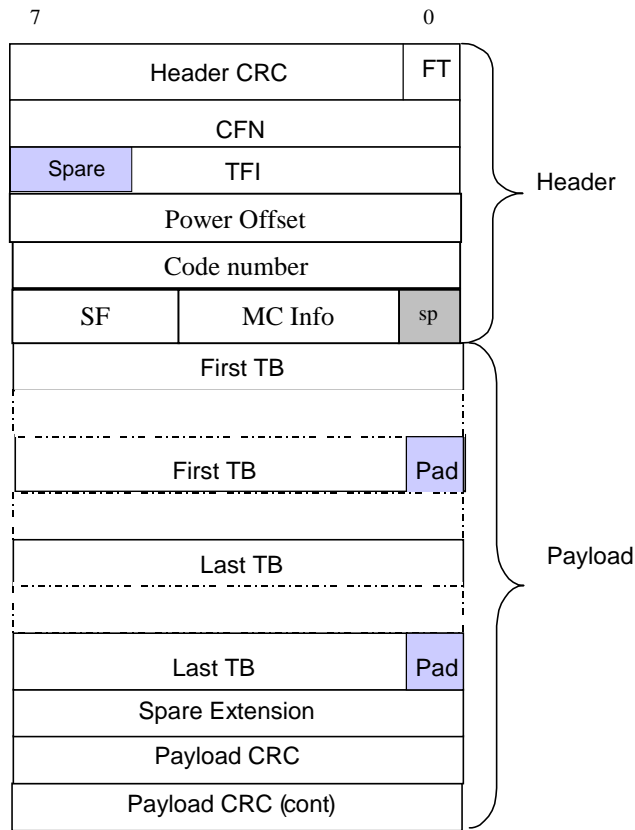 7 0
Header CRC FT
CFN
Spare TFI
Header
Power Offset
Code number
SF MC Info sp
First TB
First TB Pad
Payload
Last TB
Last TB Pad
Spare Extension
Payload CRC
Payload CRC (cont)